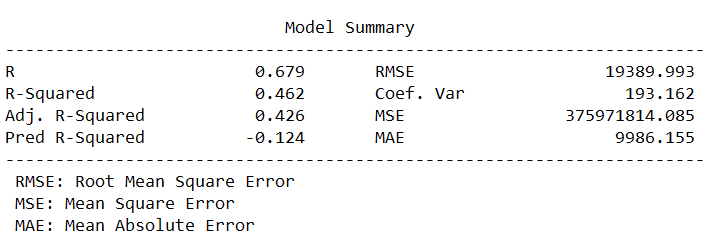 Model Summary
-----------------------------------------------------------------------
R 0.679 RMSE 19389.993
R-Squared 0.462 Coef. Var 193.162
Adj. R-Squared 0.426 MSE 375971814.085
Pred R-Squared -0.124 MAE 9986.155
-----------------------------------------------------------------------
RMSE: Root Mean Square Error
MSE: Mean Square Error
MAE: Mean Absolute Error